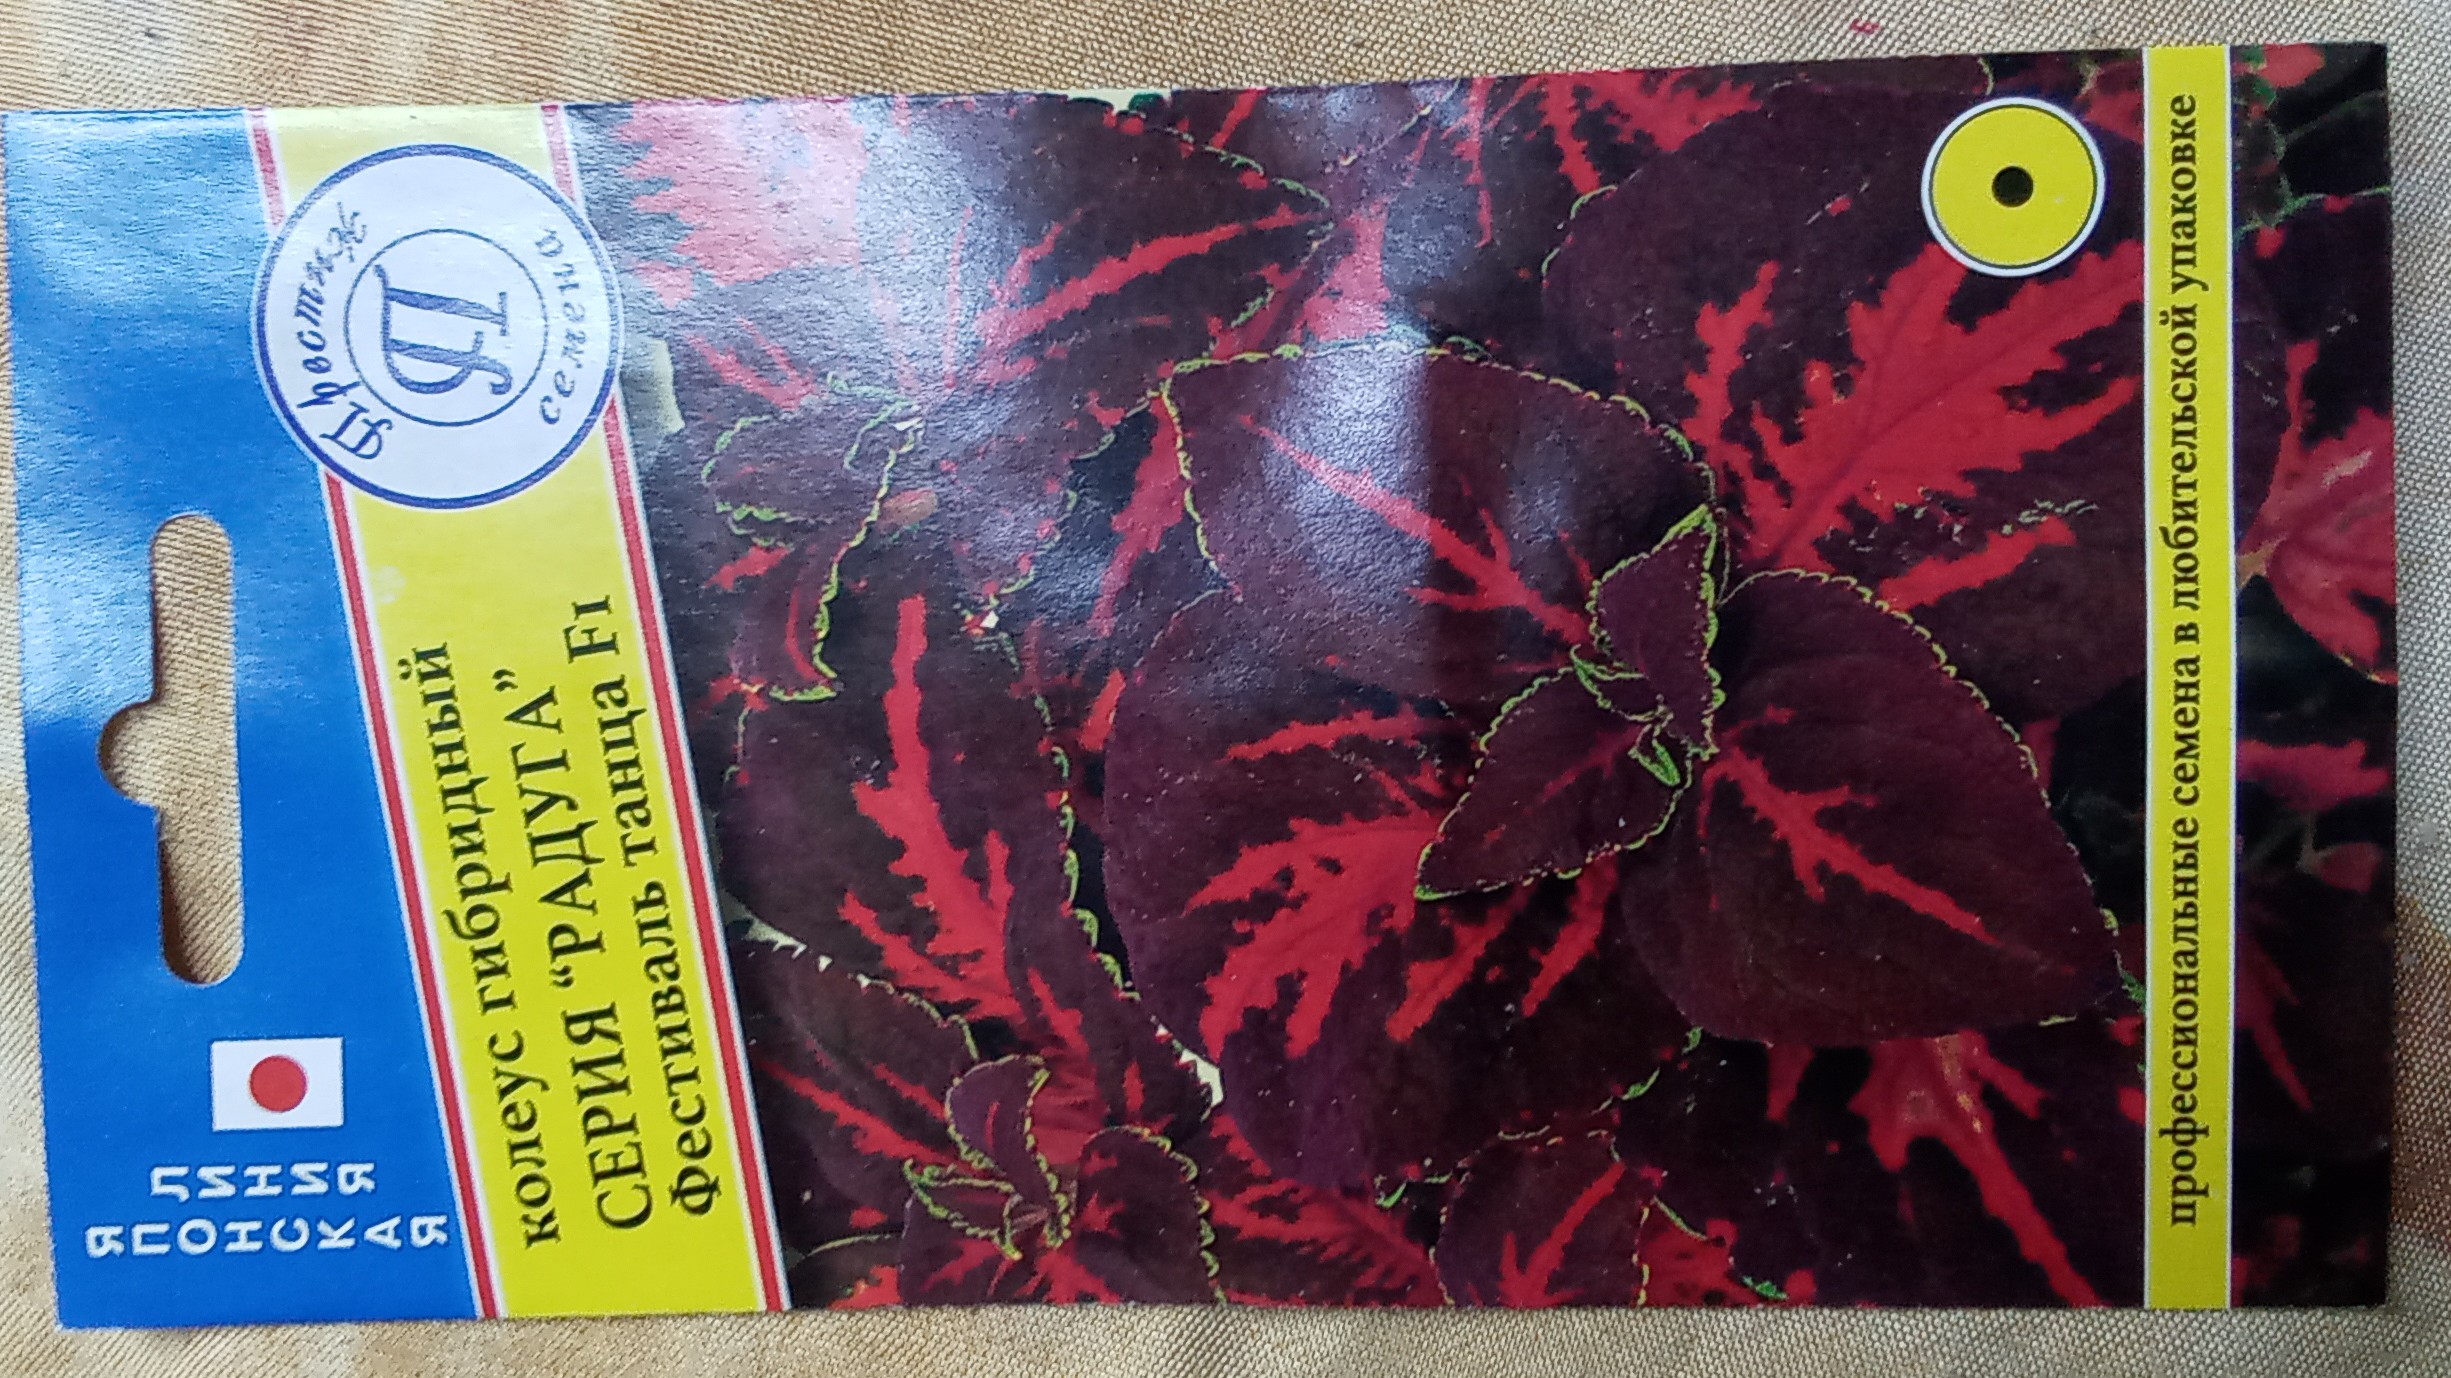 ЯПОНСКАЯ
ЛИНИЯ
Престиж
П
семена
колеус гибридный
СЕРИЯ “РАДУГА”
Фестиваль танца F1
профессиональные семена в любительской упаковке